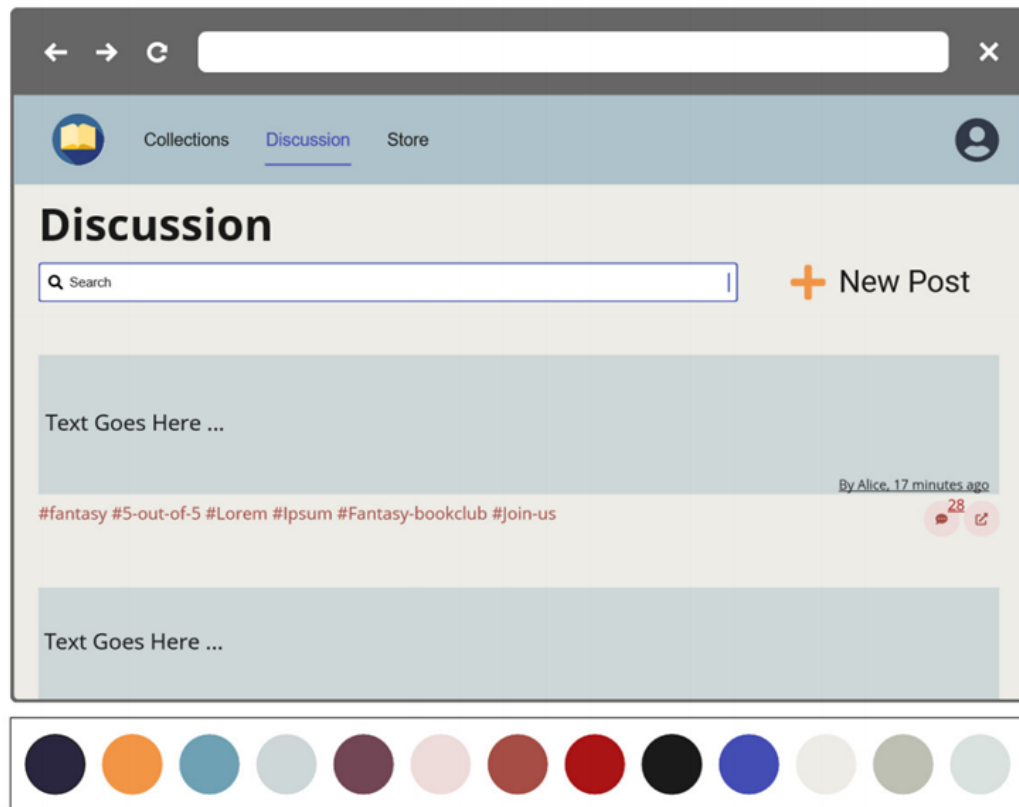 Collections Discussion Store
Discussion
Search
New Post
Text Goes Here ...
By Alice, 17 minutes ago
#fantasy #5-out-of-5 #Lorem #Ipsum #Fantasy-bookclub #Join-us
28
Text Goes Here ...